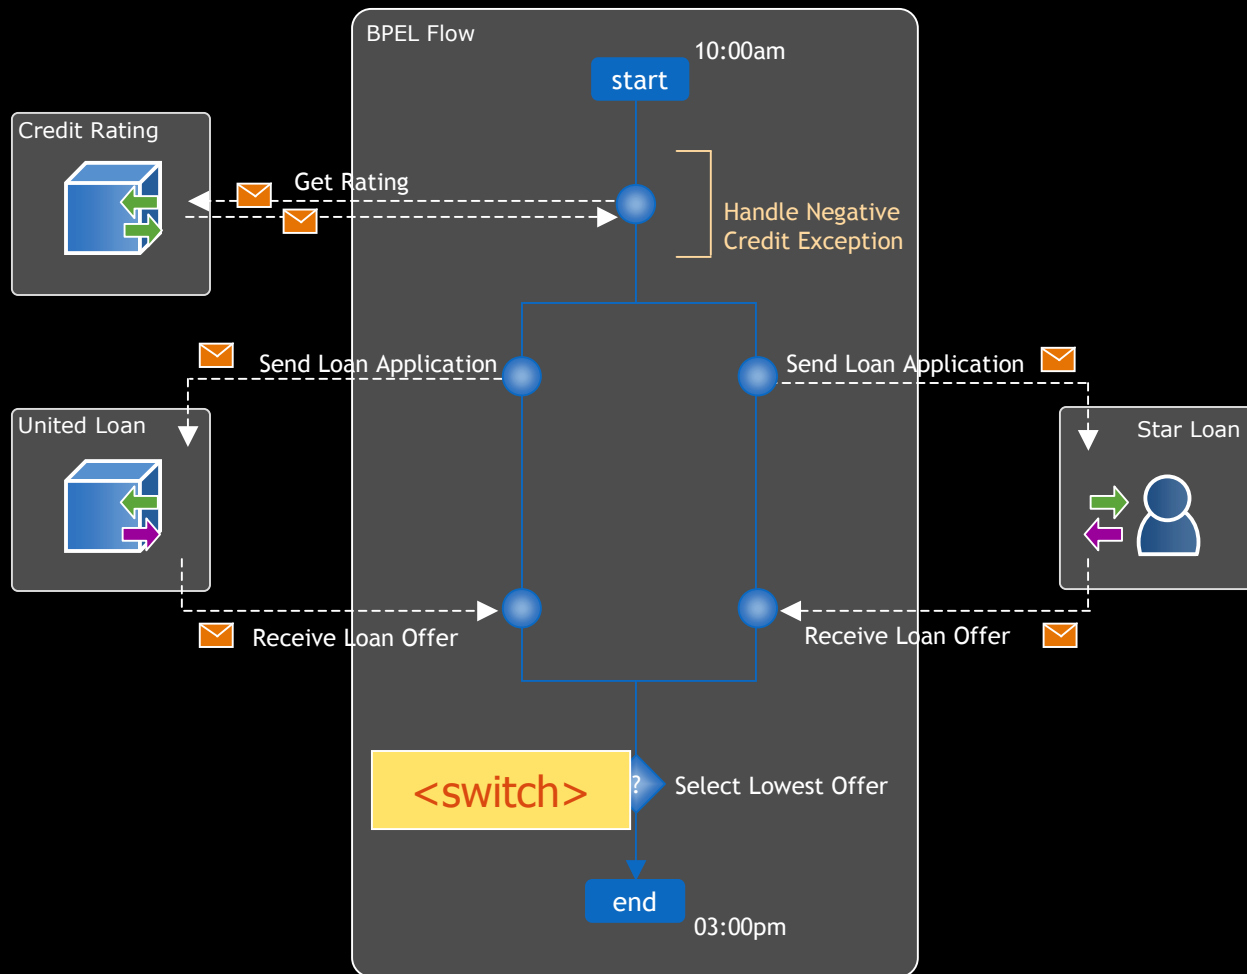 BPEL Flow
10:00am
start
Credit Rating
Get Rating
Handle Negative
Credit Exception
Send Loan Application
Send Loan Application
United Loan
Star Loan
Receive Loan Offer
Receive Loan Offer
<switch>
?
Select Lowest Offer
end
03:00pm